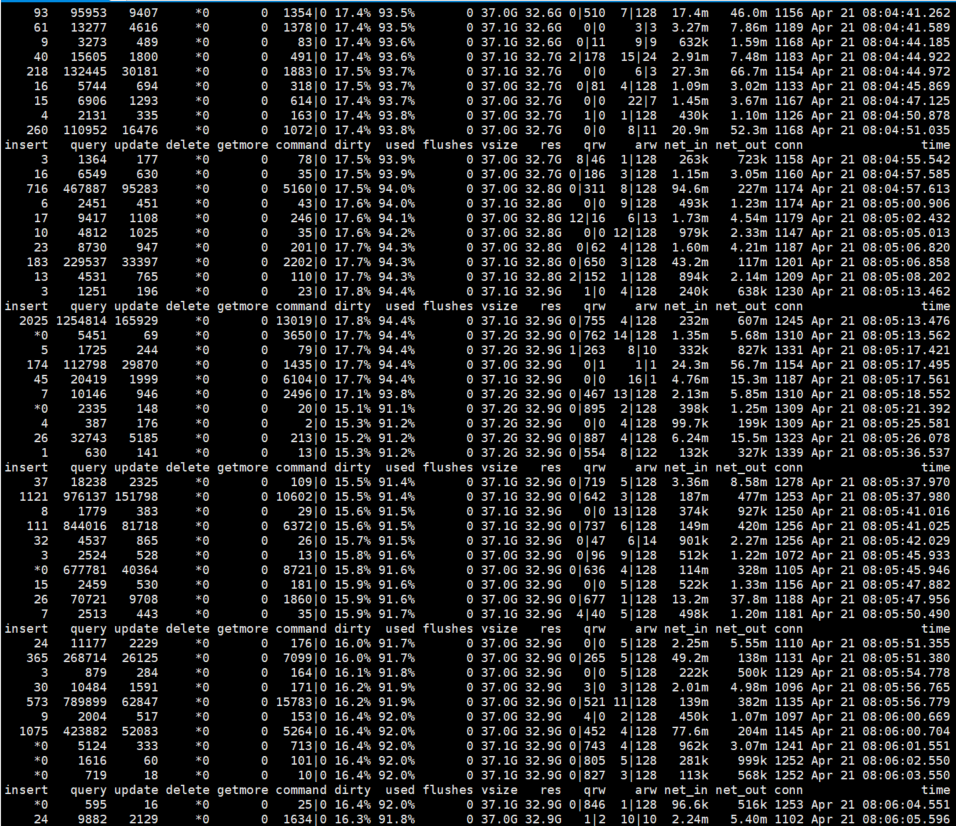 93 95953 9407 *0 0 1354|0 17.4% 93.5% 0 37.0G 32.6G 0|510 7|128 17.4m 46.0m 1156 Apr 21 08:04:41.262
61 13277 4616 *0 0 1378|0 17.4% 93.5% 0 37.1G 32.6G 0|0 3|3 3.27m 7.86m 1189 Apr 21 08:04:41.589
9 3273 489 *0 0 83|0 17.4% 93.6% 0 37.1G 32.6G 0|11 9|9 632k 1.59m 1168 Apr 21 08:04:44.185
40 15605 1800 *0 0 491|0 17.4% 93.6% 0 37.1G 32.7G 2|178 15|24 2.91m 7.48m 1183 Apr 21 08:04:44.922
218 132445 30181 *0 0 1883|0 17.5% 93.7% 0 37.1G 32.7G 0|0 6|3 27.3m 66.7m 1154 Apr 21 08:04:44.972
16 5744 694 *0 0 318|0 17.5% 93.7% 0 37.0G 32.7G 0|81 4|128 1.09m 3.02m 1133 Apr 21 08:04:45.869
15 6906 1293 *0 0 614|0 17.4% 93.7% 0 37.0G 32.7G 0|0 22|7 1.45m 3.67m 1167 Apr 21 08:04:47.125
4 2131 335 *0 0 163|0 17.4% 93.8% 0 37.0G 32.7G 1|0 1|128 430k 1.10m 1126 Apr 21 08:04:50.878
260 110952 16476 *0 0 1072|0 17.4% 93.8% 0 37.0G 32.7G 0|0 8|11 20.9m 52.3m 1168 Apr 21 08:04:51.035
insert query update delete getmore command dirty used flushes vsize res qrw arw net_in net_out conn time
3 1364 177 *0 0 78|0 17.5% 93.9% 0 37.1G 32.7G 8|46 1|128 263k 723k 1158 Apr 21 08:04:55.542
16 6549 630 *0 0 35|0 17.5% 93.9% 0 37.0G 32.7G 0|186 3|128 1.15m 3.05m 1160 Apr 21 08:04:57.585
716 467887 95283 *0 0 5160|0 17.5% 94.0% 0 37.1G 32.8G 0|311 8|128 94.6m 227m 1174 Apr 21 08:04:57.613
6 2451 451 *0 0 43|0 17.6% 94.0% 0 37.1G 32.8G 0|0 9|128 493k 1.23m 1174 Apr 21 08:05:00.906
17 9417 1108 *0 0 246|0 17.6% 94.1% 0 37.0G 32.8G 12|16 6|13 1.73m 4.54m 1179 Apr 21 08:05:02.432
10 4812 1025 *0 0 35|0 17.6% 94.2% 0 37.0G 32.8G 0|0 12|128 979k 2.33m 1147 Apr 21 08:05:05.013
23 8730 947 *0 0 201|0 17.7% 94.3% 0 37.0G 32.8G 0|62 4|128 1.60m 4.21m 1187 Apr 21 08:05:06.820
183 229537 33397 *0 0 2202|0 17.7% 94.3% 0 37.1G 32.8G 0|650 3|128 43.2m 117m 1201 Apr 21 08:05:06.858
13 4531 765 *0 0 110|0 17.7% 94.3% 0 37.1G 32.8G 2|152 1|128 894k 2.14m 1209 Apr 21 08:05:08.202
3 1251 196 *0 0 23|0 17.8% 94.4% 0 37.1G 32.9G 1|0 4|128 240k 638k 1230 Apr 21 08:05:13.462
insert query update delete getmore command dirty used flushes vsize res qrw arw net_in net_out conn time
2025 1254814 165929 *0 0 13019|0 17.8% 94.4% 0 37.1G 32.9G 0|755 4|128 232m 607m 1245 Apr 21 08:05:13.476
*0 5451 69 *0 0 3650|0 17.7% 94.4% 0 37.2G 32.9G 0|762 14|128 1.35m 5.68m 1310 Apr 21 08:05:13.562
5 1725 244 *0 0 79|0 17.7% 94.4% 0 37.2G 32.9G 1|263 8|10 332k 827k 1331 Apr 21 08:05:17.421
174 112798 29870 *0 0 1435|0 17.7% 94.4% 0 37.0G 32.9G 0|1 1|1 24.3m 56.7m 1154 Apr 21 08:05:17.495
45 20419 1999 *0 0 6104|0 17.7% 94.4% 0 37.1G 32.9G 0|0 16|1 4.76m 15.3m 1187 Apr 21 08:05:17.561
7 10146 946 *0 0 2496|0 17.1% 93.8% 0 37.2G 32.9G 0|467 13|128 2.13m 5.85m 1310 Apr 21 08:05:18.552
*0 2335 148 *0 0 20|0 15.1% 91.1% 0 37.2G 32.9G 0|895 2|128 398k 1.25m 1309 Apr 21 08:05:21.392
4 387 176 *0 0 2|0 15.3% 91.2% 0 37.2G 32.9G 0|0 4|128 99.7k 199k 1309 Apr 21 08:05:25.581
26 32743 5185 *0 0 213|0 15.2% 91.2% 0 37.2G 32.9G 0|887 4|128 6.24m 15.5m 1323 Apr 21 08:05:26.078
1 630 141 *0 0 13|0 15.3% 91.2% 0 37.2G 32.9G 0|554 8|122 132k 327k 1339 Apr 21 08:05:36.537
insert query update delete getmore command dirty used flushes vsize res qrw arw net_in net_out conn time
37 18238 2325 *0 0 109|0 15.5% 91.4% 0 37.1G 32.9G 0|719 5|128 3.36m 8.58m 1278 Apr 21 08:05:37.970
1121 976137 151798 *0 0 10602|0 15.5% 91.4% 0 37.1G 32.9G 0|642 3|128 187m 477m 1253 Apr 21 08:05:37.980
8 1779 383 *0 0 29|0 15.6% 91.5% 0 37.1G 32.9G 0|0 13|128 374k 927k 1250 Apr 21 08:05:41.016
111 844016 81718 *0 0 6372|0 15.6% 91.5% 0 37.1G 32.9G 0|737 6|128 149m 420m 1256 Apr 21 08:05:41.025
32 4537 865 *0 0 26|0 15.7% 91.5% 0 37.1G 32.9G 0|47 6|14 901k 2.27m 1256 Apr 21 08:05:42.029
3 2524 528 *0 0 13|0 15.8% 91.6% 0 37.0G 32.9G 0|96 9|128 512k 1.22m 1072 Apr 21 08:05:45.933
*0 677781 40364 *0 0 8721|0 15.8% 91.6% 0 37.0G 32.9G 0|636 4|128 114m 328m 1105 Apr 21 08:05:45.946
15 2459 530 *0 0 181|0 15.9% 91.6% 0 37.1G 32.9G 0|0 5|128 522k 1.33m 1156 Apr 21 08:05:47.882
26 70721 9708 *0 0 1860|0 15.9% 91.6% 0 37.1G 32.9G 0|677 1|128 13.2m 37.8m 1188 Apr 21 08:05:47.956
7 2513 443 *0 0 35|0 15.9% 91.7% 0 37.1G 32.9G 4|40 5|128 498k 1.20m 1181 Apr 21 08:05:50.490
insert query update delete getmore command dirty used flushes vsize res qrw arw net_in net_out conn time
24 11177 2229 *0 0 176|0 16.0% 91.7% 0 37.0G 32.9G 0|0 5|128 2.25m 5.55m 1110 Apr 21 08:05:51.355
365 268714 26125 *0 0 7099|0 16.0% 91.7% 0 37.0G 32.9G 0|265 5|128 49.2m 138m 1131 Apr 21 08:05:51.380
3 879 284 *0 0 164|0 16.1% 91.8% 0 37.0G 32.9G 0|0 5|128 222k 500k 1129 Apr 21 08:05:54.778
30 10484 1591 *0 0 171|0 16.2% 91.9% 0 37.0G 32.9G 3|0 3|128 2.01m 4.98m 1096 Apr 21 08:05:56.765
573 789899 62847 *0 0 15783|0 16.2% 91.9% 0 37.0G 32.9G 0|521 11|128 139m 382m 1135 Apr 21 08:05:56.779
9 2004 517 *0 0 153|0 16.4% 92.0% 0 37.0G 32.9G 4|0 2|128 450k 1.07m 1097 Apr 21 08:06:00.669
1075 423882 52083 *0 0 5264|0 16.4% 92.0% 0 37.0G 32.9G 0|452 4|128 77.6m 204m 1145 Apr 21 08:06:00.704
*0 5124 333 *0 0 713|0 16.4% 92.0% 0 37.1G 32.9G 0|743 4|128 962k 3.07m 1241 Apr 21 08:06:01.551
*0 1616 60 *0 0 101|0 16.4% 92.0% 0 37.1G 32.9G 0|805 5|128 281k 999k 1252 Apr 21 08:06:02.550
*0 719 18 *0 0 10|0 16.4% 92.0% 0 37.1G 32.9G 0|827 3|128 113k 568k 1252 Apr 21 08:06:03.550
insert query update delete getmore command dirty used flushes vsize res qrw arw net_in net_out conn time
*0 595 16 *0 0 25|0 16.4% 92.0% 0 37.1G 32.9G 0|846 1|128 96.6k 516k 1253 Apr 21 08:06:04.551
24 9882 2129 *0 0 1634|0 16.3% 91.8% 0 37.0G 32.9G 1|2 10|10 2.24m 5.40m 1102 Apr 21 08:06:05.596